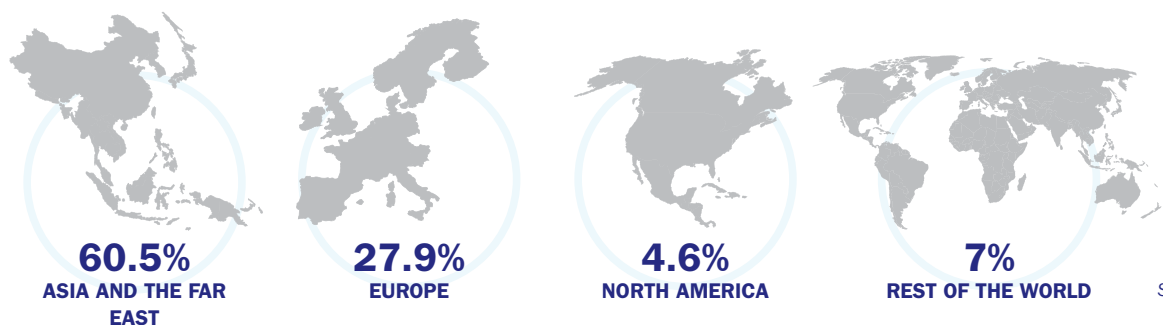 60.5%
ASIA AND THE FAR
EAST
27.9%
EUROPE
4.6%
NORTH AMERICA
7%
REST OF THE WORLD